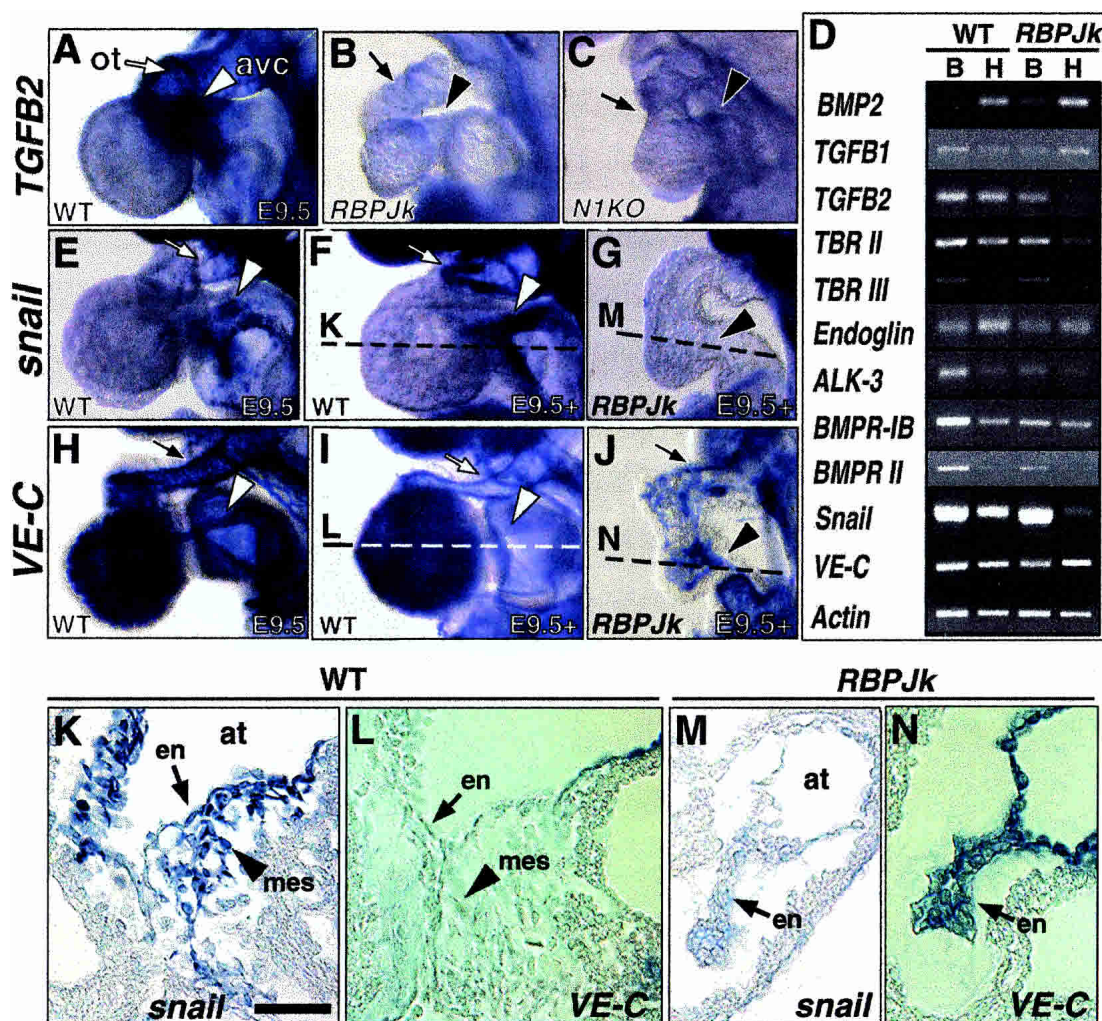 TGFB2
A
ot
avc
WT
E9.5
B
RBPJk
C
N1KO
D
WT RBPJk
B H B H
BMP2
TGFB1
TGFB2
TBR II
TBR III
Endoglin
ALK-3
BMPR-IB
BMPR II
Snail
VE-C
Actin
snail
E
WT
E9.5
F
K
WT
E9.5+
G
M
RBPJk
E9.5+
VE-C
H
WT
E9.5
I
L
WT
E9.5+
J
N
RBPJk
E9.5+
WT
RBPJk
K
at
en
mes
snail
L
en
mes
VE-C
M
at
en
snail
N
en
VE-C